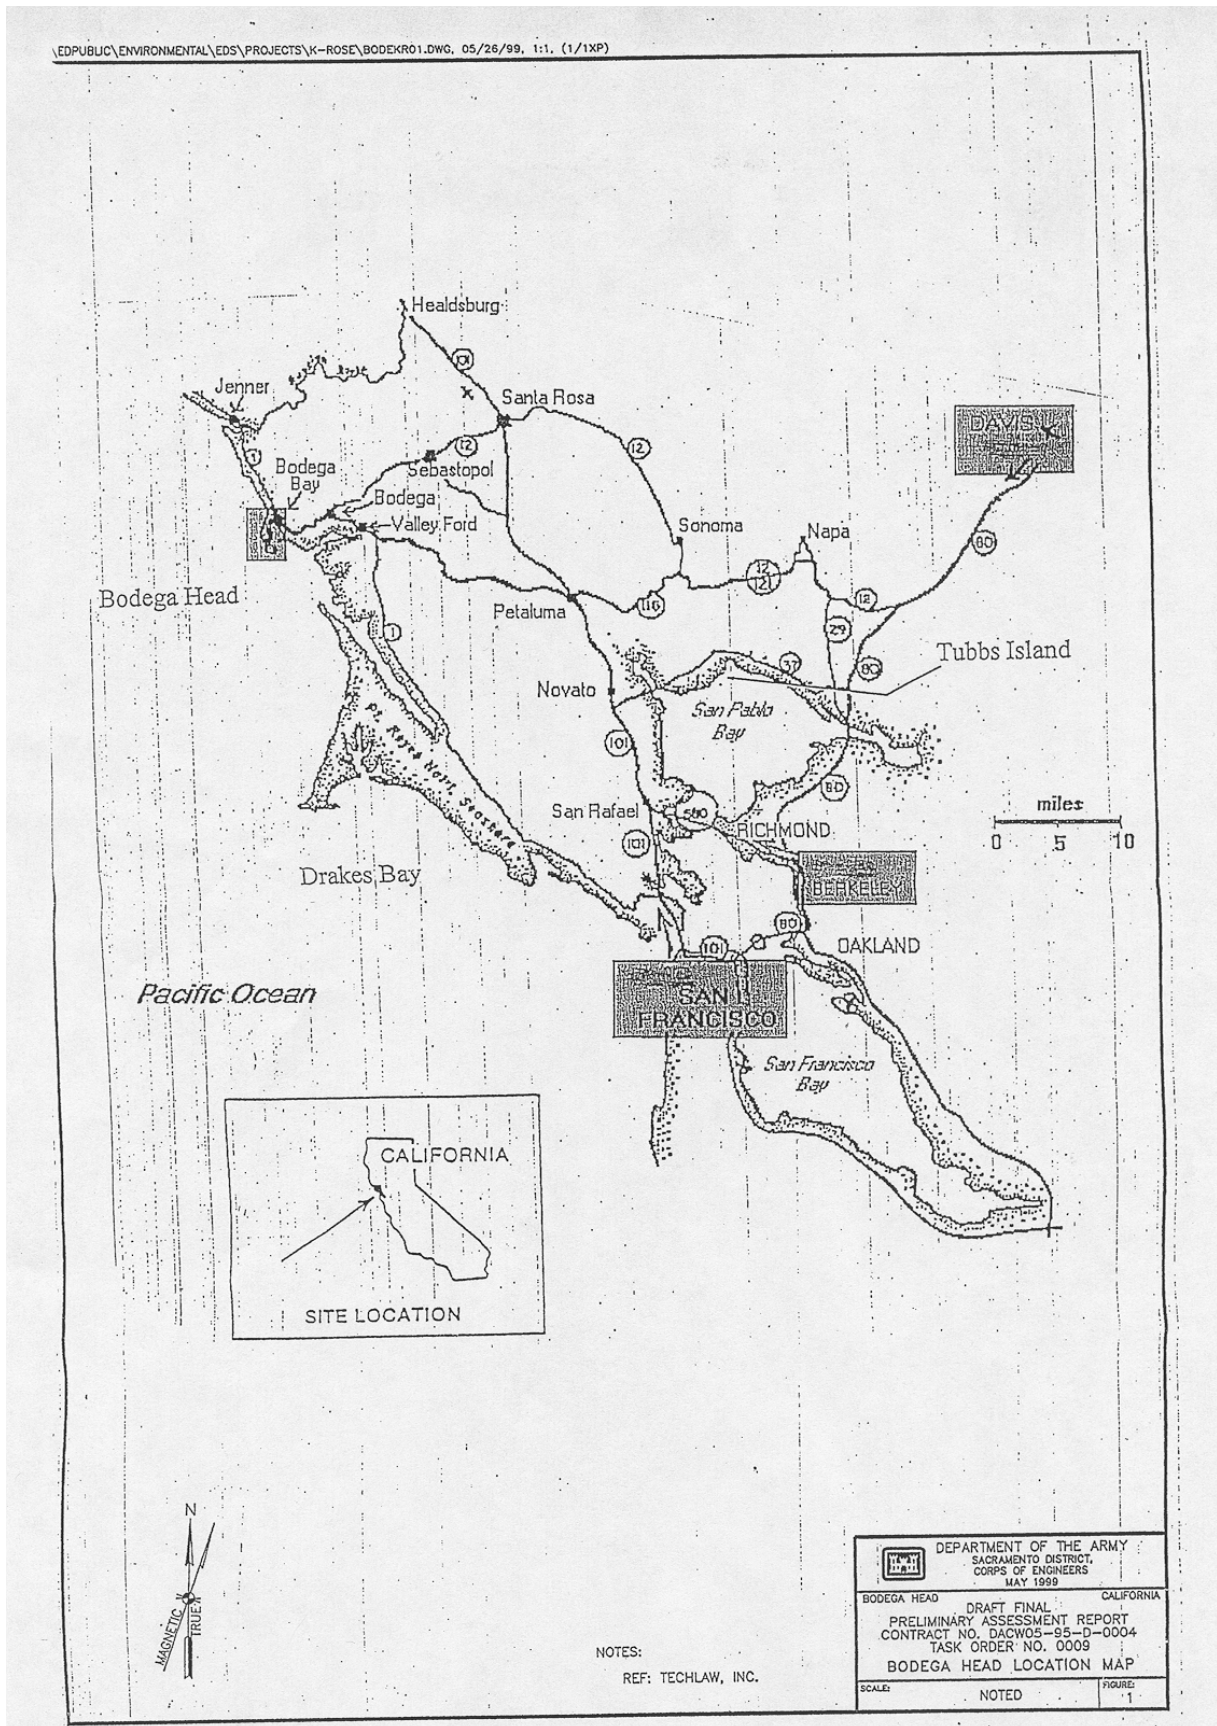 \EDPUBLIC\ENVIRONMENTAL\EDS\PROJECTS\K-ROSE\BODEKR01.DWG, 05/26/99, 1:1, (1/1XP)
Healdsburg
101
Jenner
Santa Rosa
DAVIS
12
12
1
Sebastopol
Bodega
Bay
Bodega
Valley Ford
Sonoma
Napa
80
12
121
Bodega Head
Petaluma
116
12
29
1
Tubbs Island
37
80
Novato
San Pablo
Bay
Pt. Reyes Natl. Seashore
101
80
miles
0 5 10
San Rafael
580
RICHMOND
101
Drakes Bay
BERKELEY
80
OAKLAND
101
Pacific Ocean
SAN
FRANCISCO
San Francisco
Bay
CALIFORNIA
SITE LOCATION
N
MAGNETIC
TRUE
NOTES:
REF: TECHLAW, INC.
DEPARTMENT OF THE ARMY
SACRAMENTO DISTRICT,
CORPS OF ENGINEERS
MAY 1999
BODEGA HEAD CALIFORNIA
DRAFT FINAL
PRELIMINARY ASSESSMENT REPORT
CONTRACT NO. DACW05-95-D-0004
TASK ORDER NO. 0009
BODEGA HEAD LOCATION MAP
SCALE: NOTED
FIGURE: 1